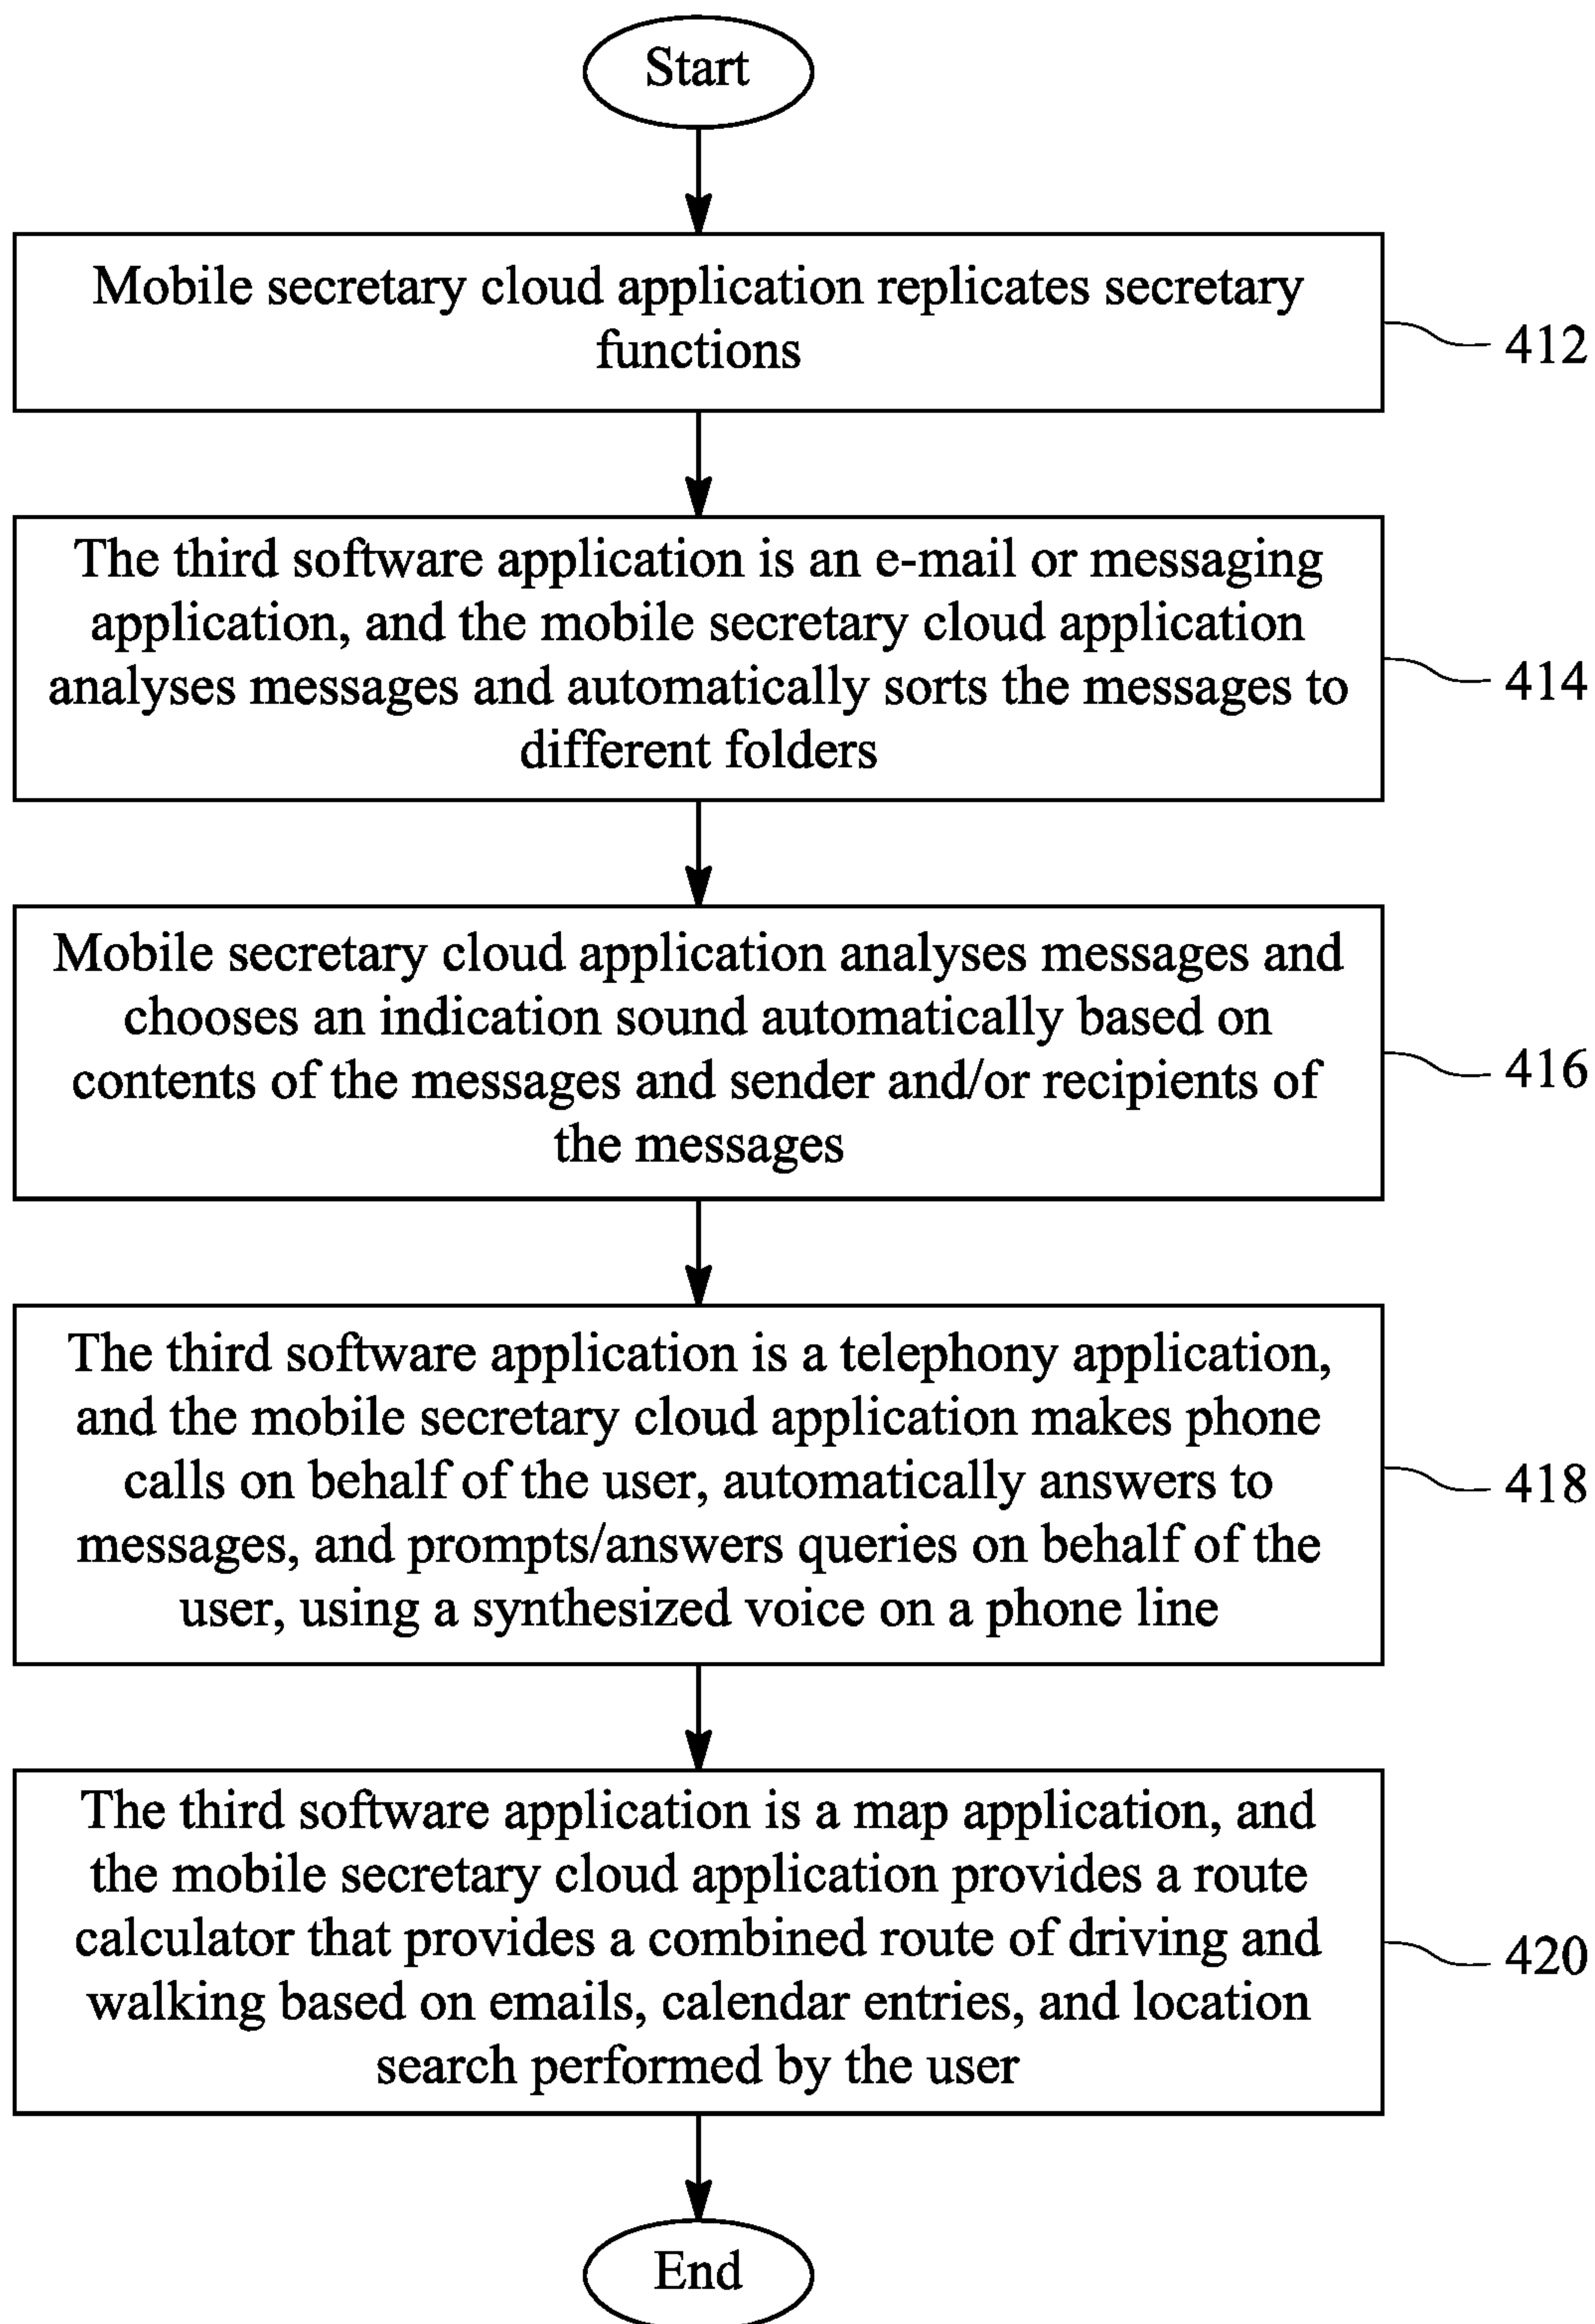 Start
Mobile secretary cloud application replicates secretary
functions
412
The third software application is an e-mail or messaging
application, and the mobile secretary cloud application
analyses messages and automatically sorts the messages to
different folders
414
Mobile secretary cloud application analyses messages and
chooses an indication sound automatically based on
contents of the messages and sender and/or recipients of
the messages
416
The third software application is a telephony application,
and the mobile secretary cloud application makes phone
calls on behalf of the user, automatically answers to
messages, and prompts/answers queries on behalf of the
user, using a synthesized voice on a phone line
418
The third software application is a map application, and
the mobile secretary cloud application provides a route
calculator that provides a combined route of driving and
walking based on emails, calendar entries, and location
search performed by the user
420
End